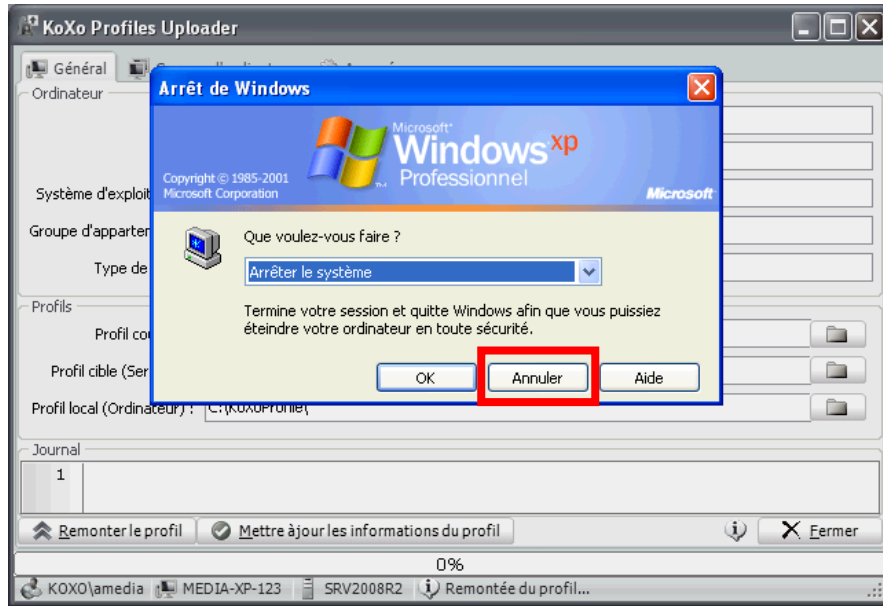 KoXo Profiles Uploader
Général
Ordinateur
Arrêt de Windows
Microsoft
Windows xp
Professionnel
Copyright © 1985-2001
Microsoft Corporation
Microsoft
Système d'exploit
Groupe d'apparten
Type de
Que voulez-vous faire ?
Arrêter le système
Termine votre session et quitte Windows afin que vous puissiez
éteindre votre ordinateur en toute sécurité.
OK Annuler Aide
Profils
Profil cou
Profil cible (Ser
Profil local (Ordinateur) : C:\KoXoProfile\
Journal
1
Remonter le profil Mettre à jour les informations du profil Fermer
0%
KOXO\amedia MEDIA-XP-123 SRV2008R2 Remontée du profil...